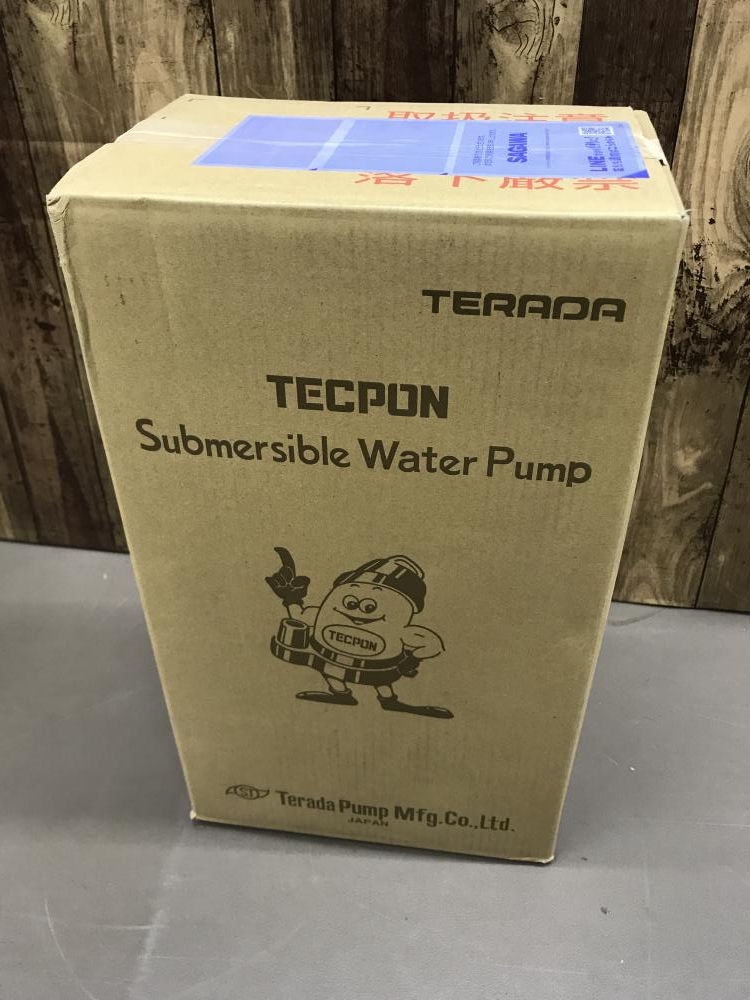 取扱注意
SAGAWA
落下厳禁
TERADA
TECPON
Submersible Water Pump
TECPON
Terada Pump Mfg.Co.,Ltd.
JAPAN